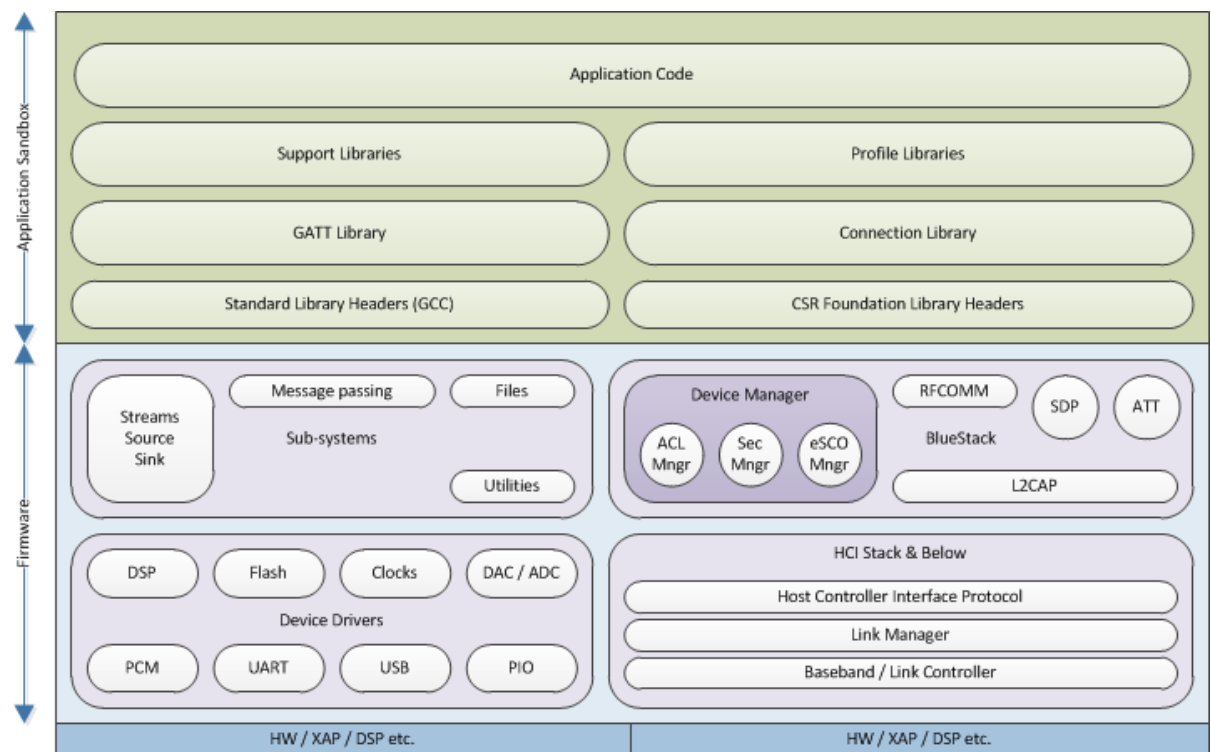 Application Sandbox
Application Code
Support Libraries
Profile Libraries
GATT Library
Connection Library
Standard Library Headers (GCC)
CSR Foundation Library Headers
Firmware
Streams
Source
Sink
Message passing
Files
Sub-systems
Utilities
Device Manager
ACL
Mngr
Sec
Mngr
eSCO
Mngr
RFCOMM
SDP
ATT
BlueStack
L2CAP
DSP
Flash
Clocks
DAC / ADC
Device Drivers
PCM
UART
USB
PIO
HCI Stack & Below
Host Controller Interface Protocol
Link Manager
Baseband / Link Controller
HW / XAP / DSP etc.
HW / XAP / DSP etc.